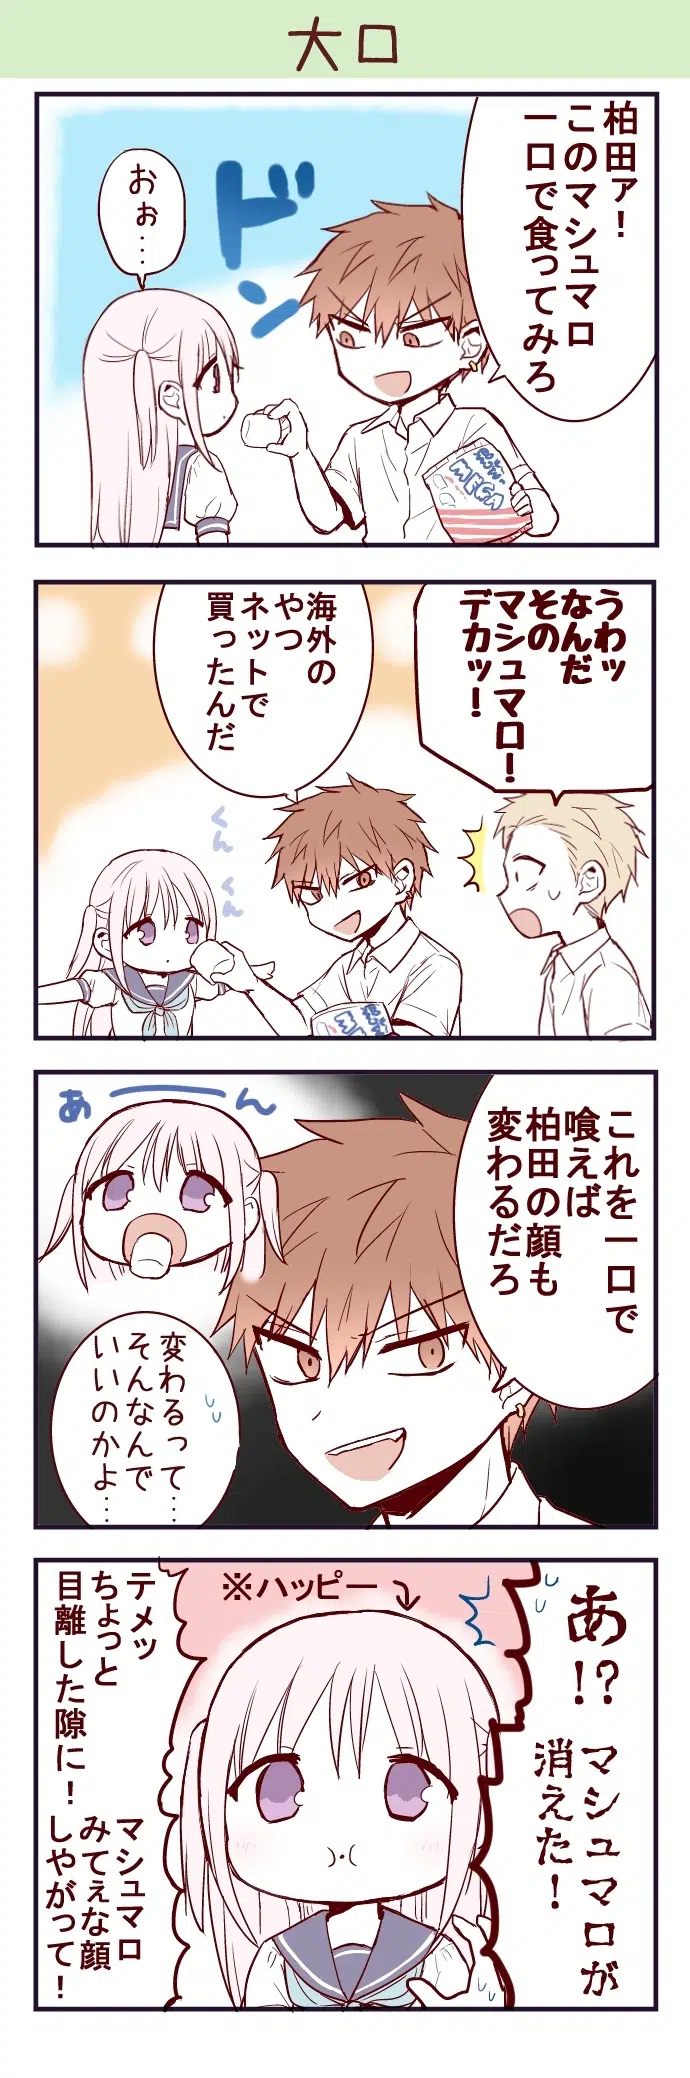 大口
柏田ァ！
このマシュマロ
一口で食ってみろ
ドン
おぉ…
MEGA
うわッ
なんだ
その
マシュマロ！
デカッ！
海外の
やつ
ネットで
買ったんだ
くん
くん
これを一口で
喰えば
柏田の顔も
変わるだろ
あーん
変わるって…
そんなんで
いいのかよ…
あ!?
マシュマロが
消えた！
※ハッピー
テメッ
ちょっと
目離した隙に！
マシュマロ
みてぇな顔
しやがって！